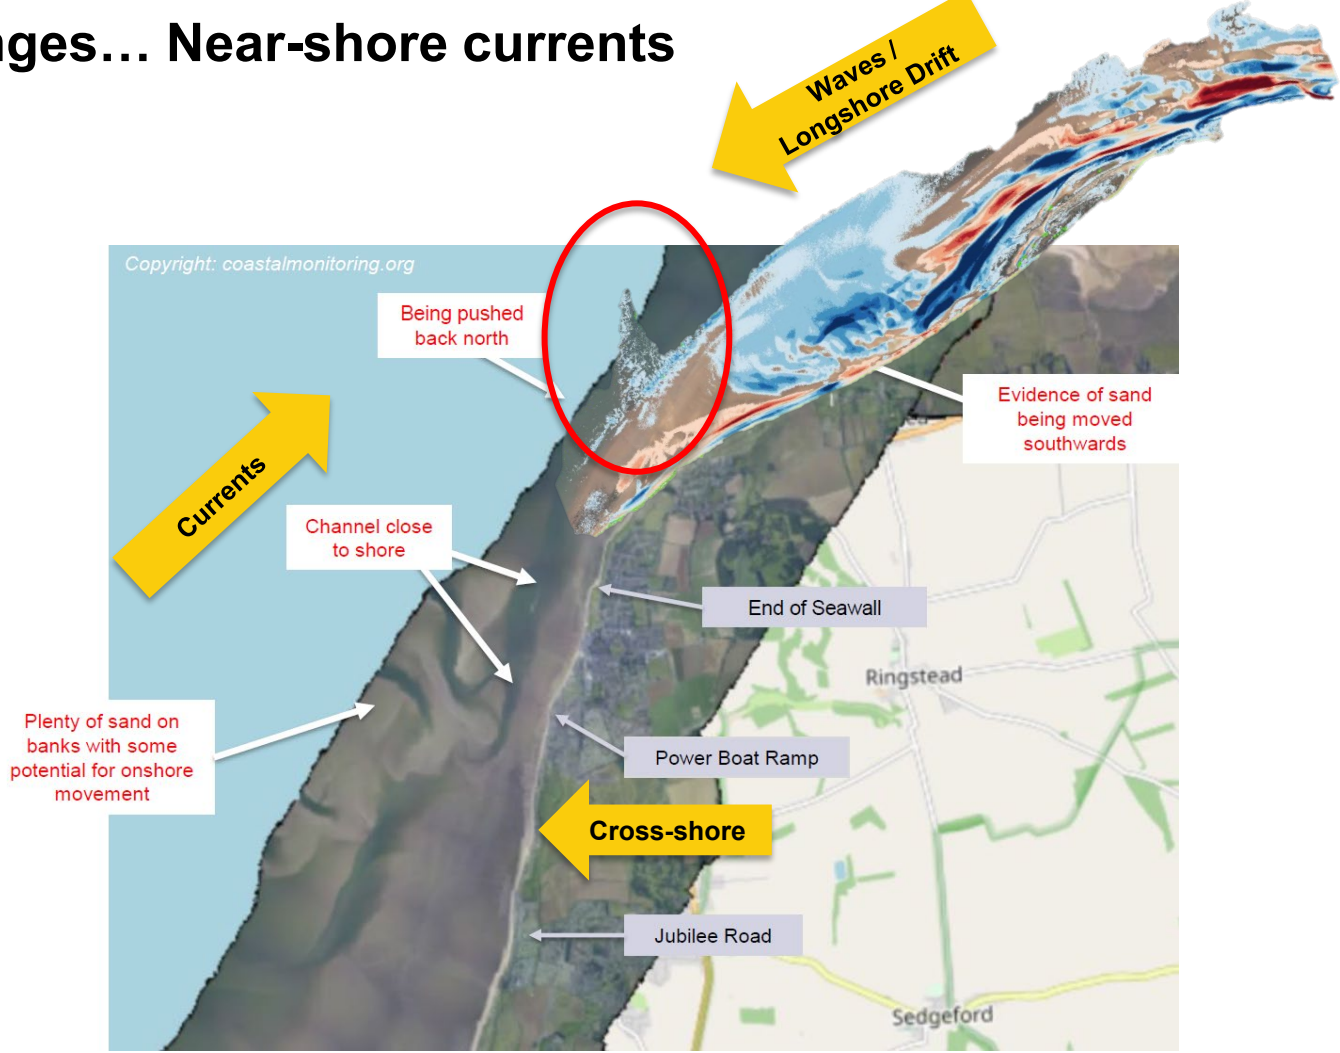 nges... Near-shore currents
Waves /
Longshore Drift
Copyright: coastalmonitoring.org
Being pushed
back north
Evidence of sand
being moved
southwards
Currents
Channel close
to shore
End of Seawall
Ringstead
Plenty of sand on
banks with some
potential for onshore
movement
Power Boat Ramp
Cross-shore
Jubilee Road
Sedgeford